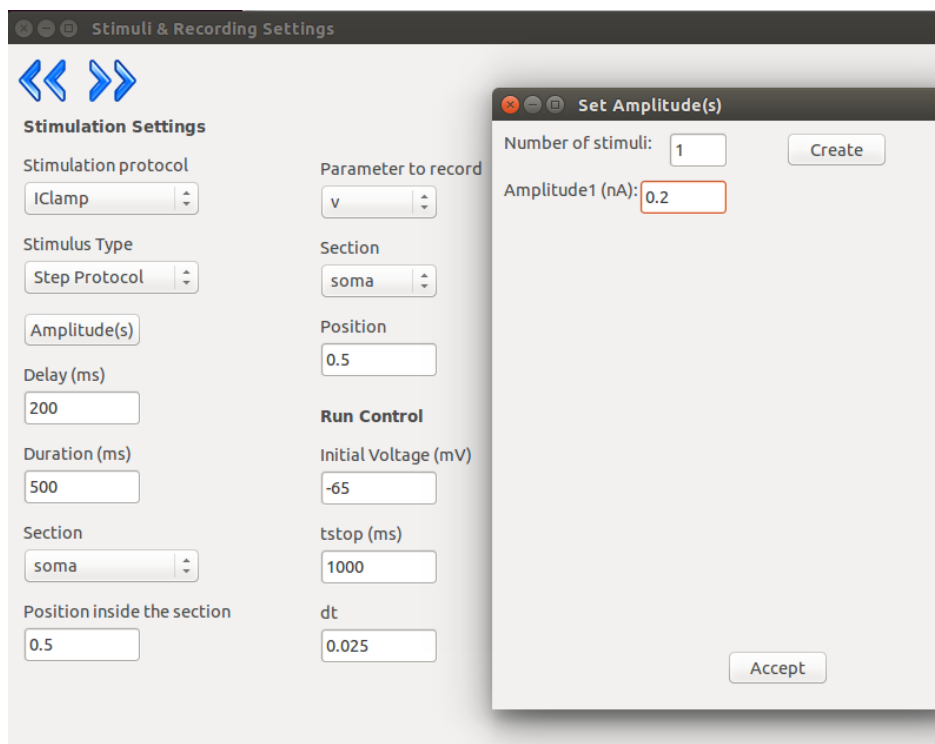 Stimuli & Recording Settings
Stimulation Settings
Stimulation protocol
IClamp
Stimulus Type
Step Protocol
Amplitude(s)
Delay (ms)
200
Duration (ms)
500
Section
soma
Position inside the section
0.5
Parameter to record
v
Section
soma
Position
0.5
Run Control
Initial Voltage (mV)
-65
tstop (ms)
1000
dt
0.025
Set Amplitude(s)
Number of stimuli: 1 Create
Amplitude1 (nA): 0.2
Accept